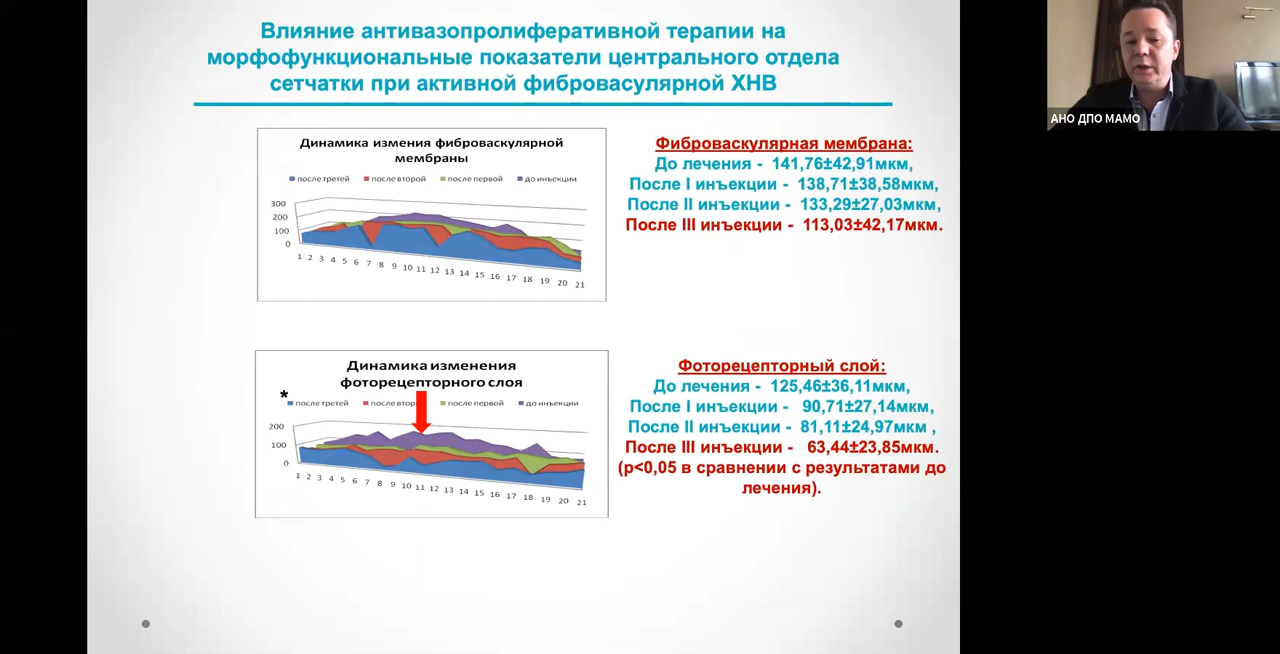 Влияние антивазопролиферативной терапии на
морфофункциональные показатели центрального отдела
сетчатки при активной фибровасулярной ХНВ
АНО ДПО МАМО
Динамика измения фиброваскулярной
мембраны
после третей после второй после первой до инъекции
300
200
100
0
1 2 3 4 5 6 7 8 9 10 11 12 13 14 15 16 17 18 19 20 21
Фиброваскулярная мембрана:
До лечения - 141,76±42,91мкм,
После I инъекции - 138,71±38,58мкм,
После II инъекции - 133,29±27,03мкм,
После III инъекции - 113,03±42,17мкм.
Динамика изменения
фоторецепторного слоя
*
после третей после втор после первой до инъекции
200
100
0
1 2 3 4 5 6 7 8 9 10 11 12 13 14 15 16 17 18 19 20 21
Фоторецепторный слой:
До лечения - 125,46±36,11мкм,
После I инъекции - 90,71±27,14мкм,
После II инъекции - 81,11±24,97мкм ,
После III инъекции - 63,44±23,85мкм.
(р<0,05 в сравнении с результатами до
лечения).